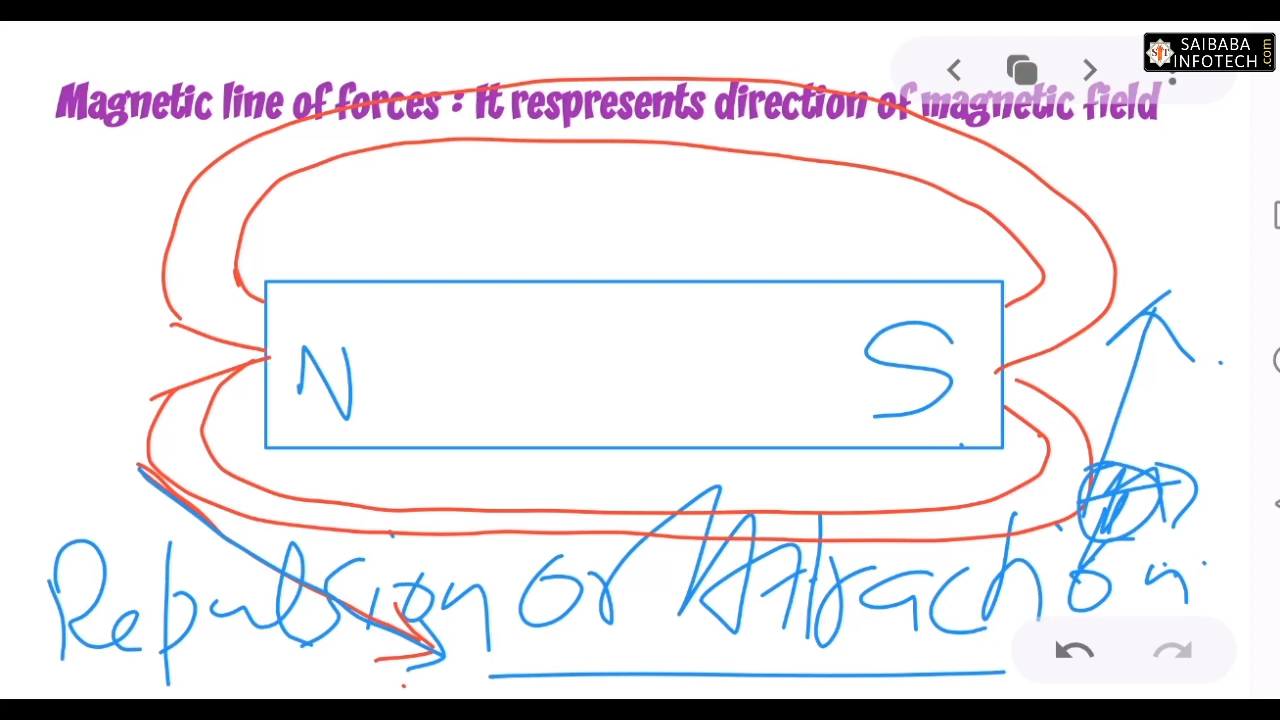 SAIBABA
INFOTECH .com
Magnetic line of forces : It respresents direction of magnetic field
N S
Repulsion or Attraction